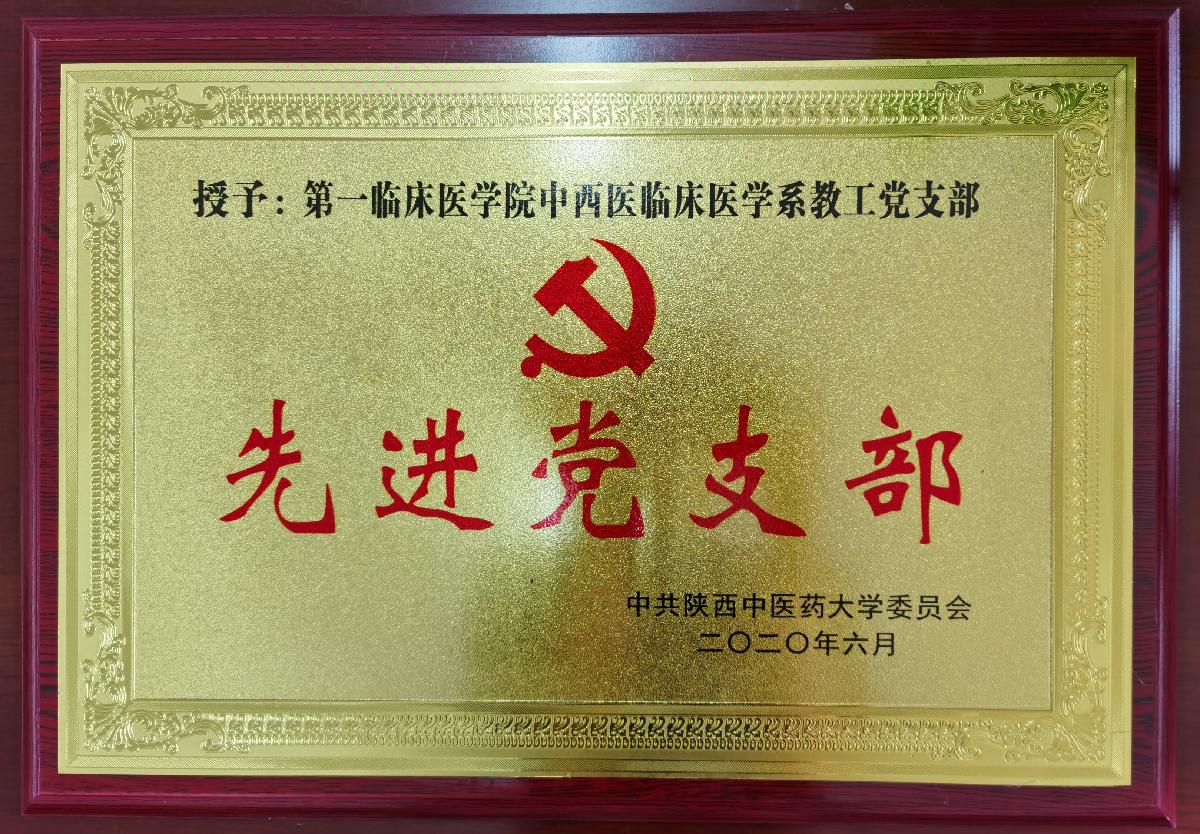 授予：第一临床医学院中西医临床医学系教工党支部
先进党支部
中共陕西中医药大学委员会
二〇二〇年六月